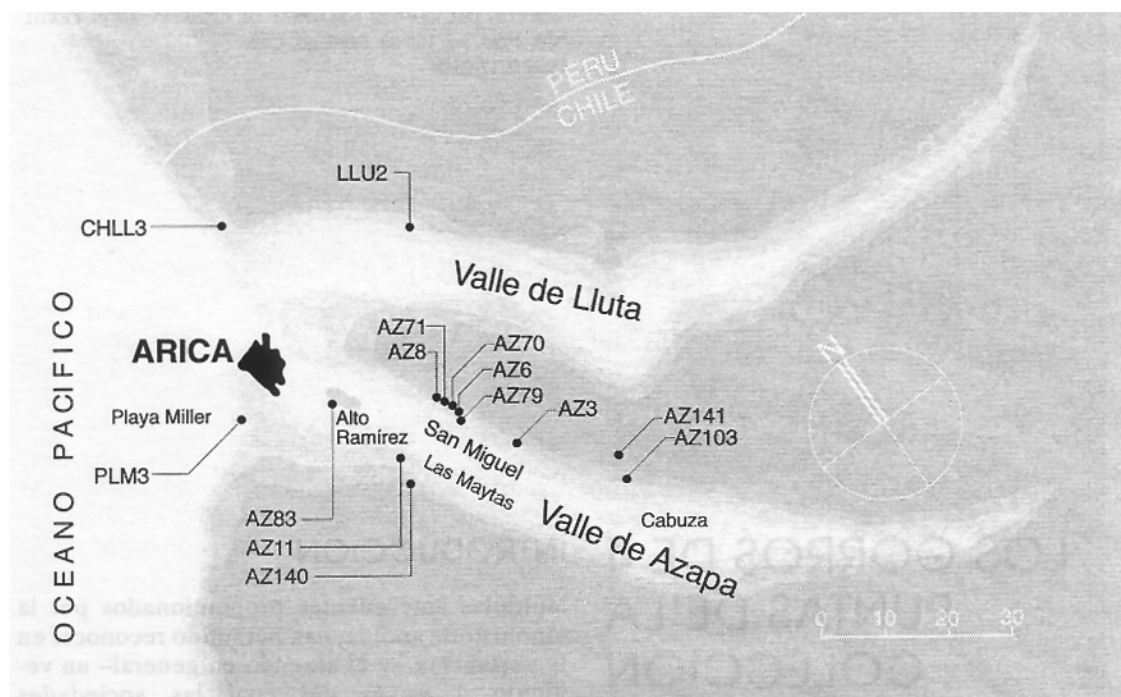 PERU
CHILE
LLU2
CHLL3
Valle de Lluta
OCEANO PACIFICO
ARICA
AZ71
AZ8
AZ70
AZ6
AZ79
AZ3
AZ141
AZ103
N
Playa Miller
PLM3
Alto
Ramírez
San Miguel
Las Maytas
Valle de Azapa
Cabuza
AZ83
AZ11
AZ140
0 10 20 30